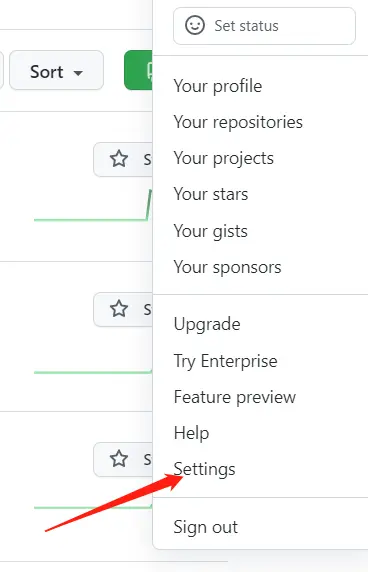 Set status
Sort
Your profile
Your repositories
S
Your projects
Your stars
Your gists
Your sponsors
S
Upgrade
Try Enterprise
Feature preview
Help
S
Settings
Sign out